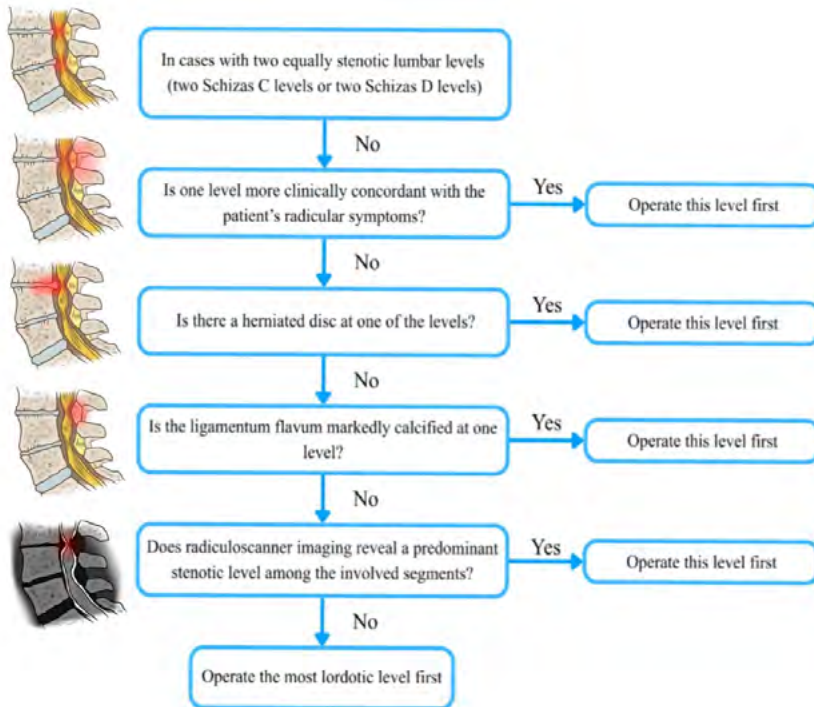 In cases with two equally stenotic lumbar levels
(two Schizas C levels or two Schizas D levels)
No
Is one level more clinically concordant with the
patient's radicular symptoms?
Yes
Operate this level first
No
Is there a herniated disc at one of the levels?
Yes
Operate this level first
No
Is the ligamentum flavum markedly calcified at one
level?
Yes
Operate this level first
No
Does radiculoscanner imaging reveal a predominant
stenotic level among the involved segments?
Yes
Operate this level first
No
Operate the most lordotic level first